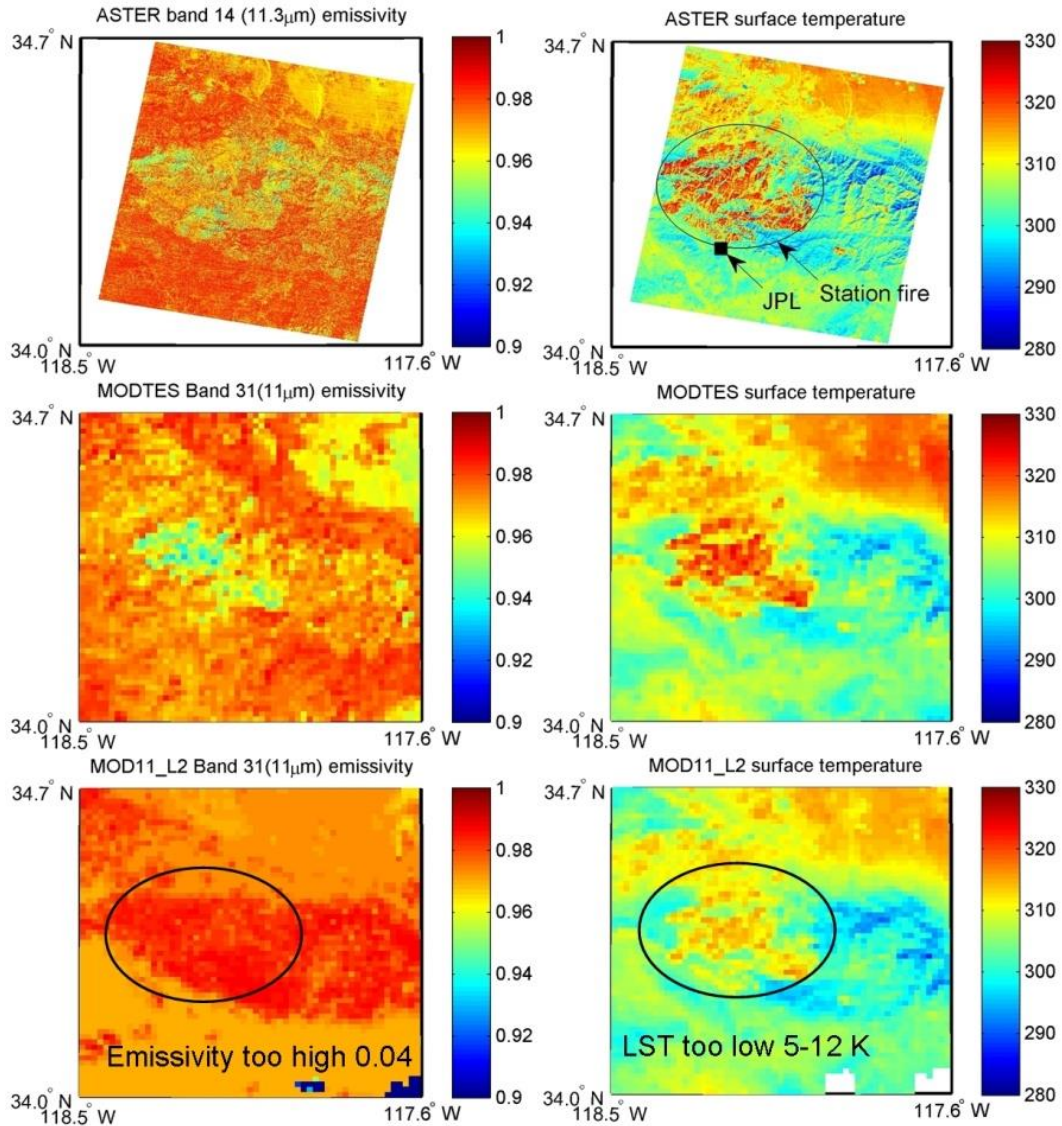 ASTER band 14 (11.3μm) emissivity
34.7° N
34.0° N
118.5° W
117.6° W
1
0.98
0.96
0.94
0.92
0.9
ASTER surface temperature
34.7° N
34.0° N
118.5° W
117.6° W
JPL
Station fire
330
320
310
300
290
280
MODTES Band 31(11μm) emissivity
34.7° N
34.0° N
118.5° W
117.6° W
1
0.98
0.96
0.94
0.92
0.9
MODTES surface temperature
34.7° N
34.0° N
118.5° W
117.6° W
330
320
310
300
290
280
MOD11_L2 Band 31(11μm) emissivity
34.7° N
Emissivity too high 0.04
34.0° N
118.5° W
117.6° W
1
0.98
0.96
0.94
0.92
0.9
MOD11_L2 surface temperature
34.7° N
LST too low 5-12 K
34.0° N
118.5° W
117.6° W
330
320
310
300
290
280